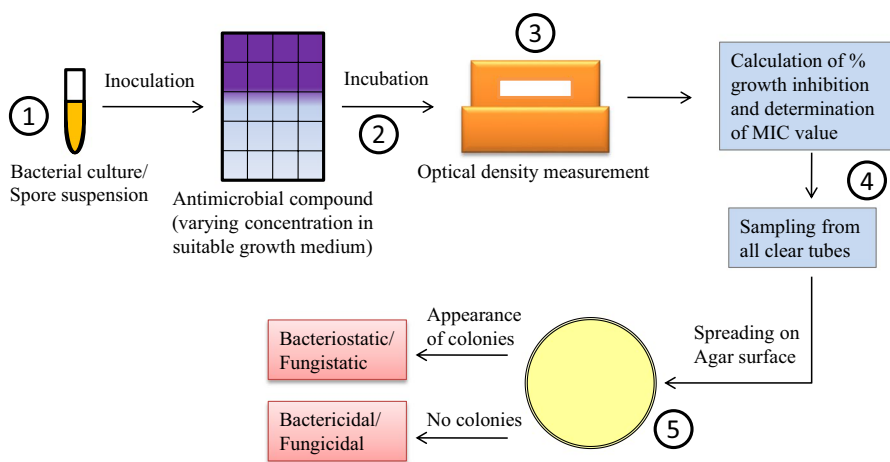 1
Bacterial culture/
Spore suspension
Inoculation
Antimicrobial compound
(varying concentration in
suitable growth medium)
Incubation
2
3
Optical density measurement
Calculation of %
growth inhibition
and determination
of MIC value
4
Sampling from
all clear tubes
Spreading on
Agar surface
5
Appearance
of colonies
Bacteriostatic/
Fungistatic
No colonies
Bactericidal/
Fungicidal